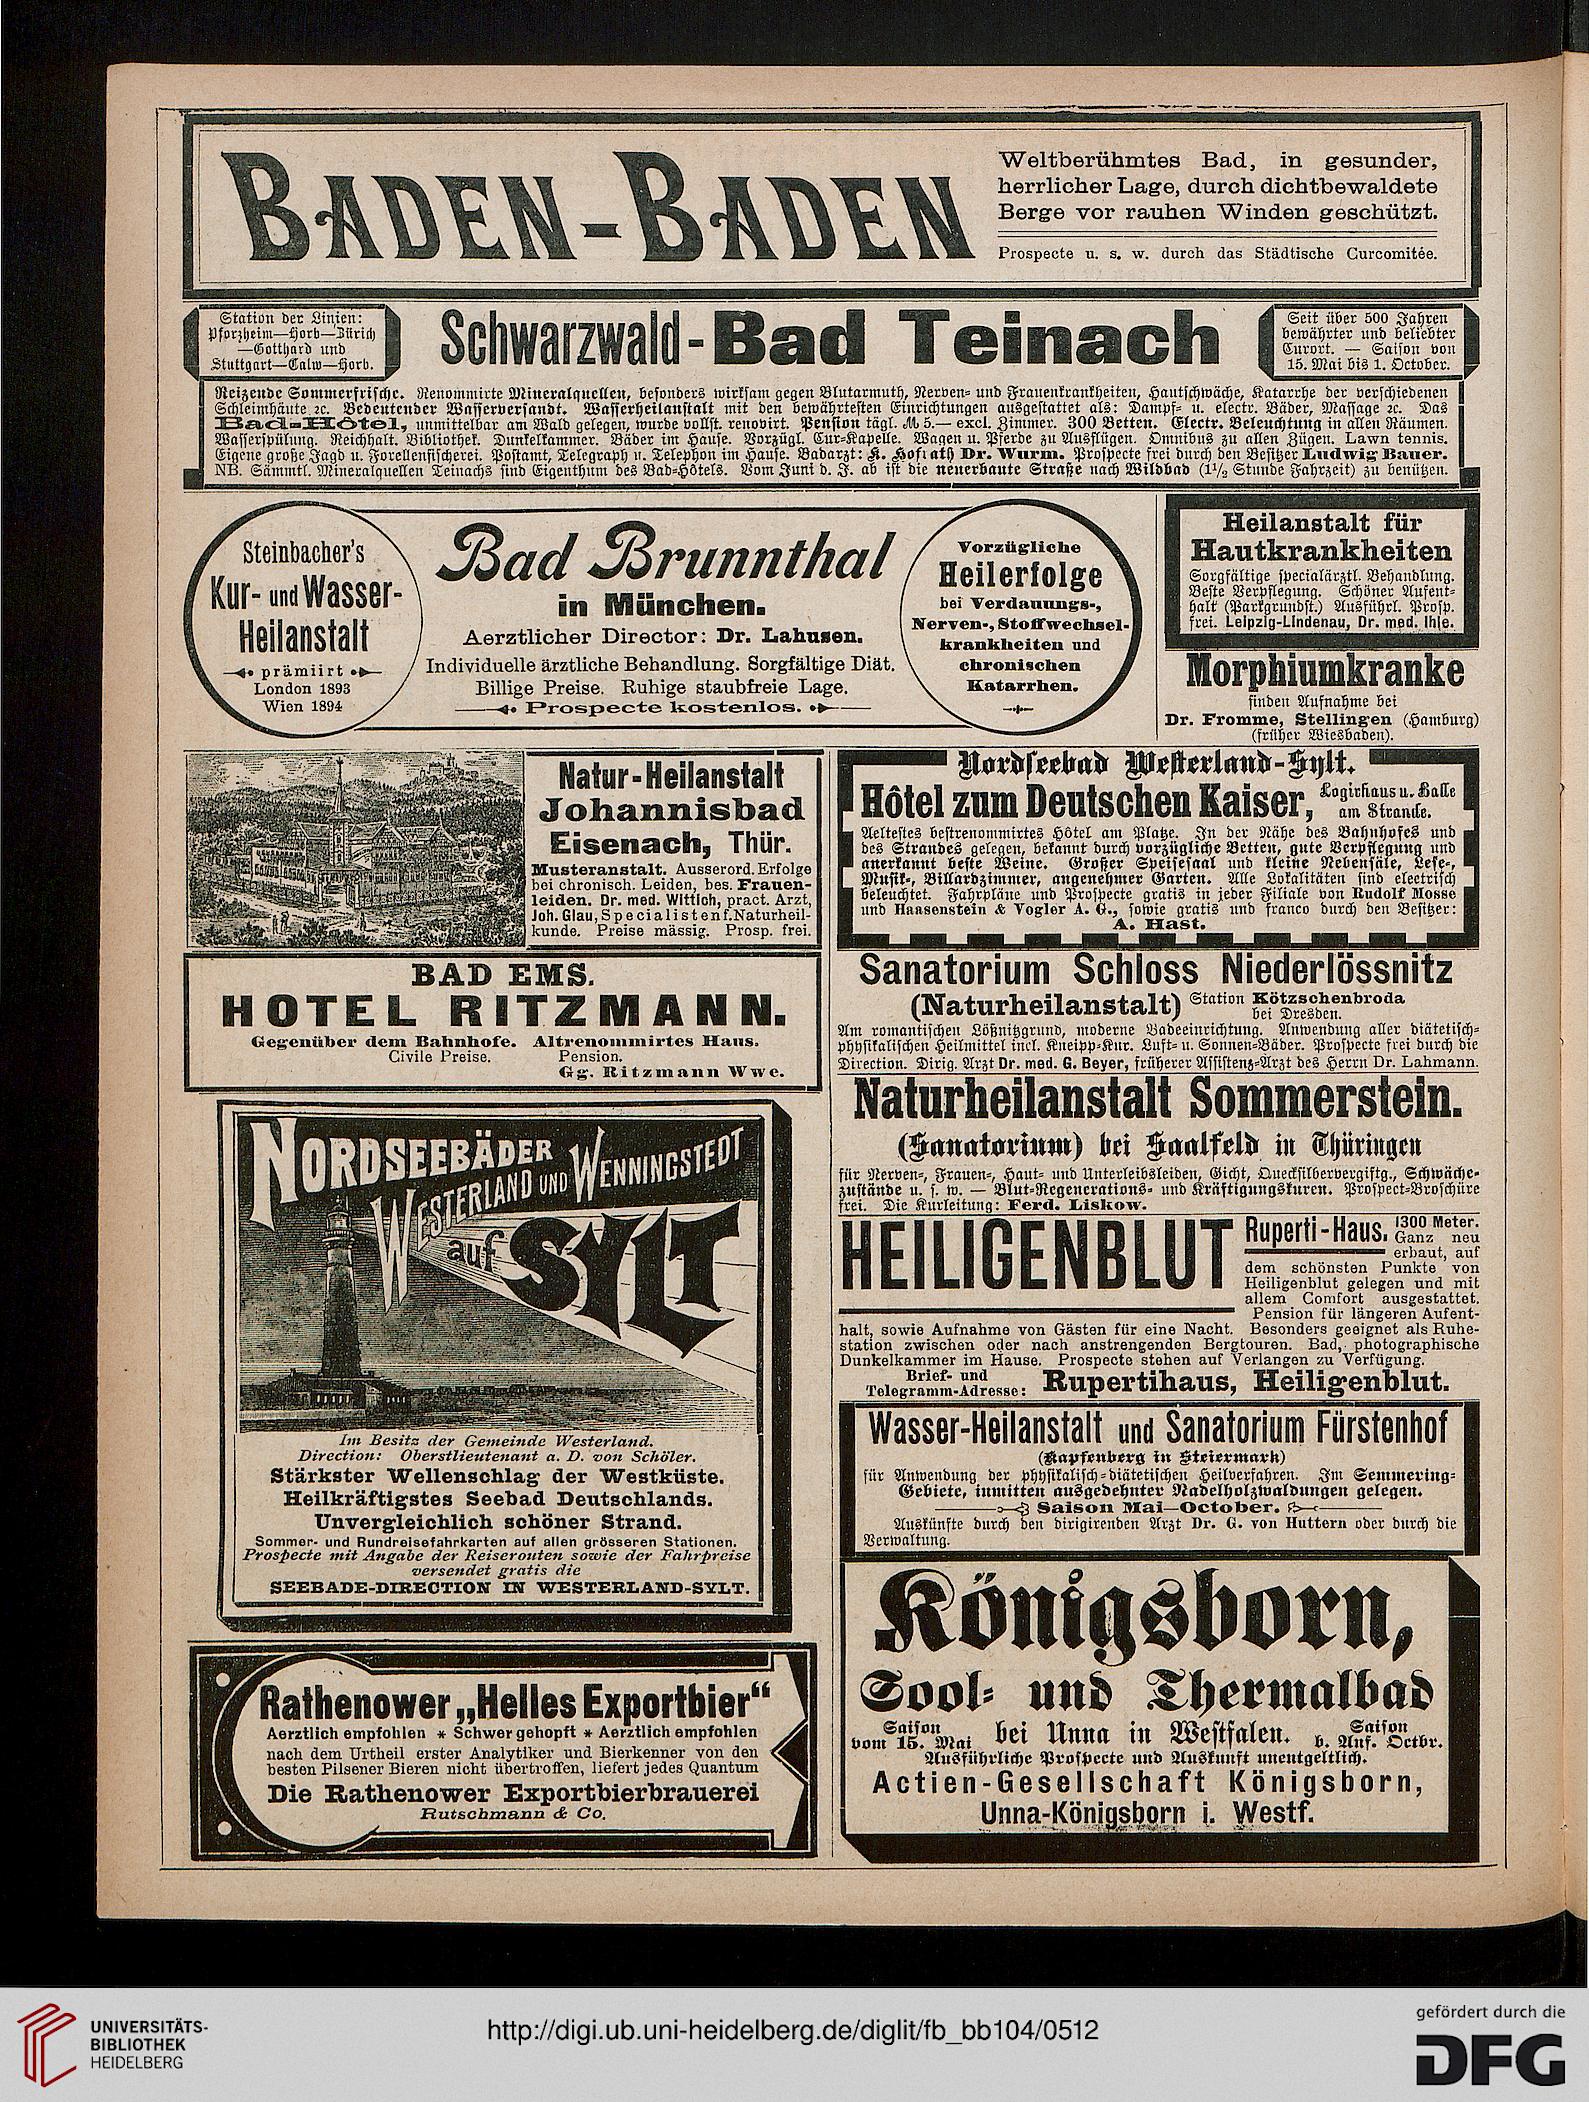 BADEN-BADEN
Weltberühmtes Bad, in gesunder,
herrlicher Lage, durch dichtbewaldete
Berge vor rauhen Winden geschützt.
Prospecte u. s. w. durch das Städtische Curcomitée.
Station der Linien:
Pforzheim—Horb—Zürich
—Gotthard und
Stuttgart—Calw—Horb.
Schwarzwald-Bad Teinach
Seit über 500 Jahren
bewährter und beliebter
Curort. — Saison von
15. Mai bis 1. October.
Reizende Sommerfrische. Renommirte Mineralquellen, besonders wirksam gegen Blutarmuth, Nerven- und Frauenkrankheiten, Hautschwäche, Katarrhe der verschiedenen
Schleimhäute ꝛc. Bedeutender Wasserversandt. Wasserheilanstalt mit den bewährtesten Einrichtungen ausgestattet als: Dampf- u. electr. Bäder, Massage ꝛc. Das
Bad-Hôtel, unmittelbar am Wald gelegen, wurde vollst. renovirt. Pension tägl. M 5.— excl. Zimmer. 300 Betten. Electr. Beleuchtung in allen Räumen.
Wasserspülung. Reichhalt. Bibliothek. Dunkelkammer. Bäder im Hause. Vorzügl. Cur-Kapelle. Wagen u. Pferde zu Ausflügen. Omnibus zu allen Zügen. Lawn tennis.
Eigene große Jagd u. Forellenfischerei. Postamt, Telegraph u. Telephon im Hause. Badarzt: K. Hofrath Dr. Wurm. Prospecte frei durch den Besitzer Ludwig Bauer.
NB. Sämmtl. Mineralquellen Teinachs sind Eigenthum des Bad-Hôtels. Vom Juni d. J. ab ist die neuerbaute Straße nach Wildbad (1½ Stunde Fahrzeit) zu benützen.
Steinbacher's
Kur- und Wasser-
Heilanstalt
prämiirt
London 1893
Wien 1894
Bad Brunnthal
in München.
Aerztlicher Director: Dr. Lahusen.
Individuelle ärztliche Behandlung. Sorgfältige Diät.
Billige Preise. Ruhige staubfreie Lage.
Prospecte kostenlos.
Vorzügliche
Heilerfolge
bei Verdauungs-,
Nerven-, Stoffwechsel-
krankheiten und
chronischen
Katarrhen.
Heilanstalt für
Hautkrankheiten
Sorgfältige specialärztl. Behandlung.
Beste Verpflegung. Schöner Aufent-
halt (Parkgrundst.) Ausführl. Prosp.
frei. Leipzig-Lindenau, Dr. med. Ihle.
Morphiumkranke
finden Aufnahme bei
Dr. Fromme, Stellingen (Hamburg)
(früher Wiesbaden).
Natur-Heilanstalt
Johannisbad
Eisenach, Thür.
Musteranstalt. Ausserord. Erfolge
bei chronisch. Leiden, bes. Frauen-
leiden. Dr. med. Wittich, pract. Arzt,
Joh. Glau, Specialisten f. Naturheil-
kunde. Preise mässig. Prosp. frei.
Nordseebad Westerland-Sylt.
Hôtel zum Deutschen Kaiser, Logirhaus u. Halle
am Strande.
Aeltestes bestrenommirtes Hôtel am Platze. In der Nähe des Bahnhofes und
des Strandes gelegen, bekannt durch vorzügliche Betten, gute Verpflegung und
anerkannt beste Weine. Großer Speisesaal und kleine Nebensäle, Lese-,
Musik-, Billardzimmer, angenehmer Garten. Alle Lokalitäten sind electrisch
beleuchtet. Fahrpläne und Prospecte gratis in jeder Filiale von Rudolf Mosse
und Haasenstein & Vogler A. G., sowie gratis und franco durch den Besitzer:
A. Hast.
BAD EMS.
HOTEL RITZMANN.
Gegenüber dem Bahnhofe. Altrenommirtes Haus.
Civile Preise. Pension.
Gg. Ritzmann Wwe.
Sanatorium Schloss Niederlössnitz
(Naturheilanstalt) Station Kötzschenbroda
bei Dresden.
Am romantischen Lößnitzgrund, moderne Badeeinrichtung. Anwendung aller diätetisch-
physikalischen Heilmittel incl. Kneipp-Kur. Luft- u. Sonnen-Bäder. Prospecte frei durch die
Direction. Dirig. Arzt Dr. med. G. Beyer, früherer Assistenz-Arzt des Herrn Dr. Lahmann.
Naturheilanstalt Sommerstein.
(Sanatorium) bei Saalfeld in Thüringen
für Nerven-, Frauen-, Haut- und Unterleibsleiden, Gicht, Quecksilbervergiftg., Schwäche-
zustände u. s. w. — Blut-Regenerations- und Kräftigungskuren. Prospect-Broschüre
frei. Die Kurleitung: Ferd. Liskow.
NORDSEEBÄDER
WESTERLAND UND WENNINGSTEDT
auf SYLT
Im Besitz der Gemeinde Westerland.
Direction: Oberstlieutenant a. D. von Schöler.
Stärkster Wellenschlag der Westküste.
Heilkräftigstes Seebad Deutschlands.
Unvergleichlich schöner Strand.
Sommer- und Rundreisefahrkarten auf allen grösseren Stationen.
Prospecte mit Angabe der Reiserouten sowie der Fahrpreise
versendet gratis die
SEEBADE-DIRECTION IN WESTERLAND-SYLT.
HEILIGENBLUT
Ruperti-Haus. 1300 Meter.
Ganz neu
erbaut, auf
dem schönsten Punkte von
Heiligenblut gelegen und mit
allem Comfort ausgestattet.
Pension für längeren Aufent-
halt, sowie Aufnahme von Gästen für eine Nacht. Besonders geeignet als Ruhe-
station zwischen oder nach anstrengenden Bergtouren. Bad, photographische
Dunkelkammer im Hause. Prospecte stehen auf Verlangen zu Verfügung.
Brief- und
Telegramm-Adresse: Rupertihaus, Heiligenblut.
Wasser-Heilanstalt und Sanatorium Fürstenhof
(Kapfenberg in Steiermark)
für Anwendung der physikalisch-diätetischen Heilverfahren. Im Semmering-
Gebiete, inmitten ausgedehnter Nadelholzwaldungen gelegen.
Saison Mai—October.
Auskünfte durch den dirigirenden Arzt Dr. G. von Huttern oder durch die
Verwaltung.
Rathenower „Helles Exportbier“
Aerztlich empfohlen * Schwer gehopft * Aerztlich empfohlen
nach dem Urtheil erster Analytiker und Bierkenner von den
besten Pilsener Bieren nicht übertroffen, liefert jedes Quantum
Die Rathenower Exportbierbrauerei
Rutschmann & Co.
Königsborn,
Sool- und Thermalbad
Saison
vom 15. Mai bei Unna in Westfalen. Saison
b. Anf. Octbr.
Ausführliche Prospecte und Auskunft unentgeltlich.
Actien-Gesellschaft Königsborn,
Unna-Königsborn i. Westf.
UNIVERSITÄTS-
BIBLIOTHEK
HEIDELBERG
http://digi.ub.uni-heidelberg.de/diglit/fb_bb104/0512
gefördert durch die
DFG